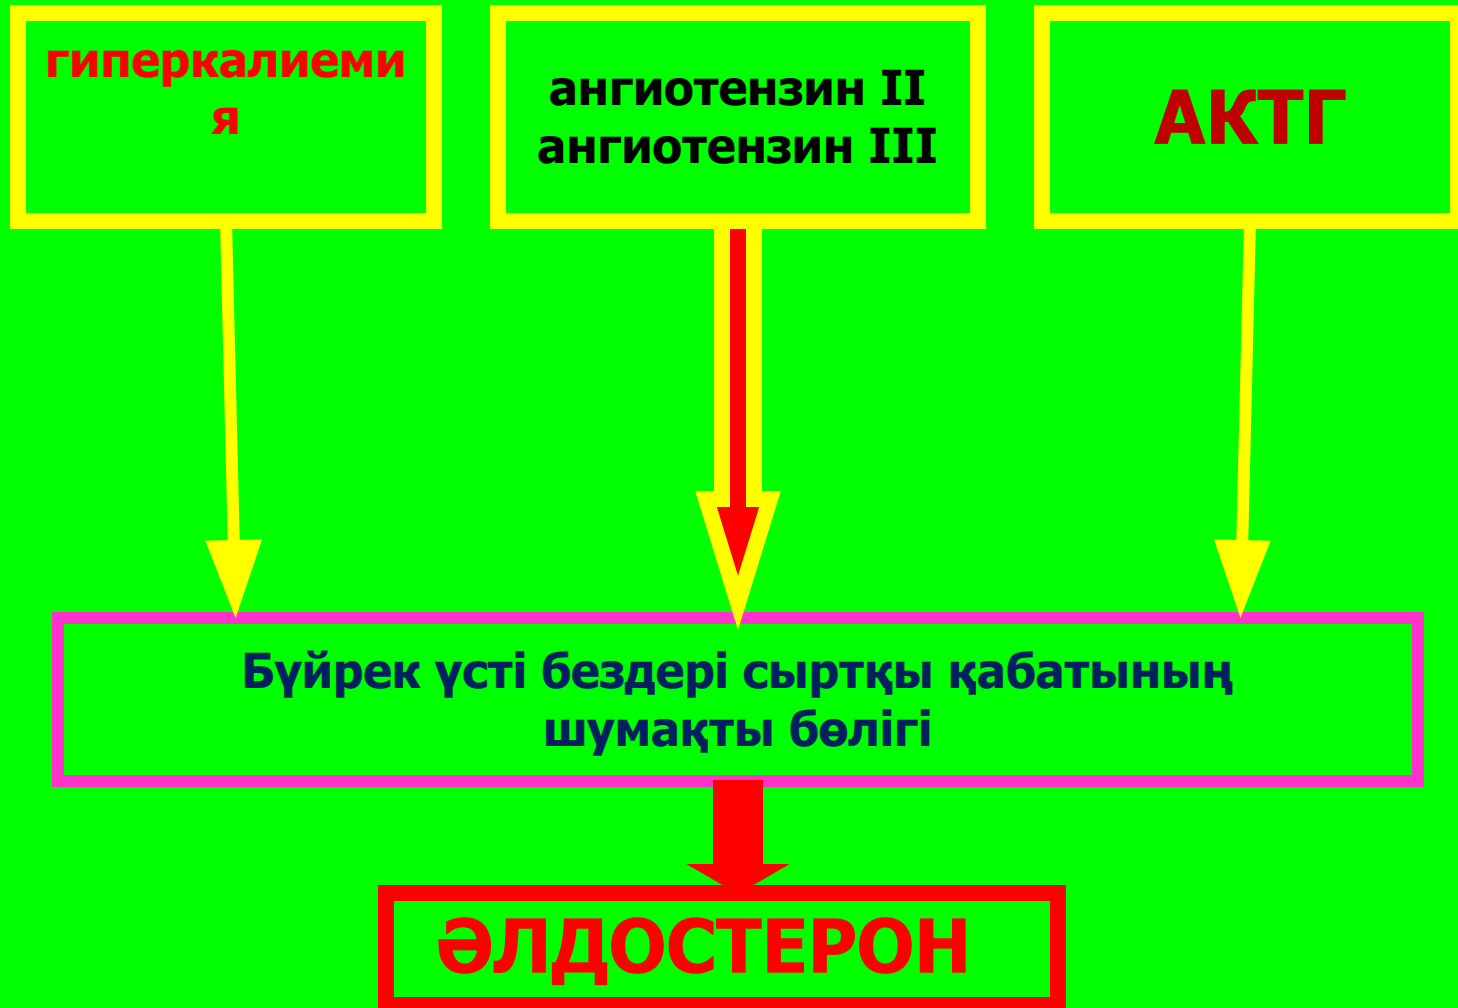 гиперкалиеми
я
ангиотензин II
ангиотензин III
АКТГ
Бүйрек үсті бездері сыртқы қабатының
шумақты бөлігі
ӘЛДОСТЕРОН